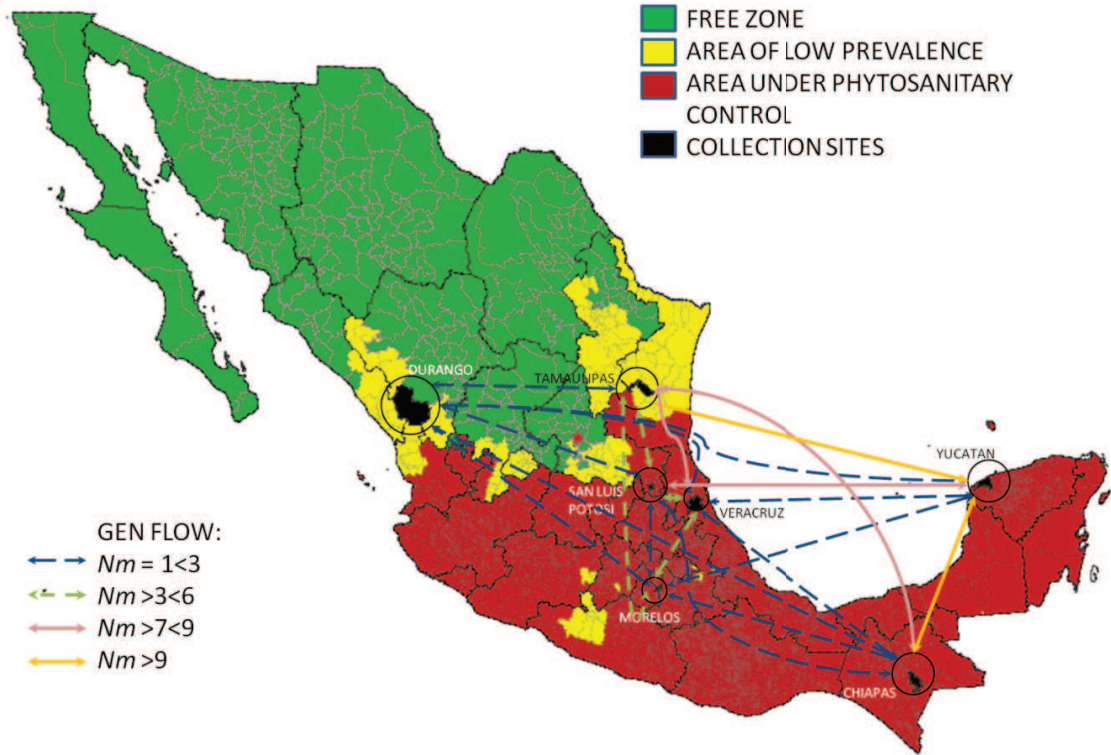 FREE ZONE
AREA OF LOW PREVALENCE
AREA UNDER PHYTOSANITARY
CONTROL
COLLECTION SITES
DURANGO
TAMAULIPAS
YUCATAN
SAN LUIS
POTOSI
VERACRUZ
MORELOS
CHIAPAS
GEN FLOW:
Nm = 1<3
Nm >3<6
Nm >7<9
Nm >9